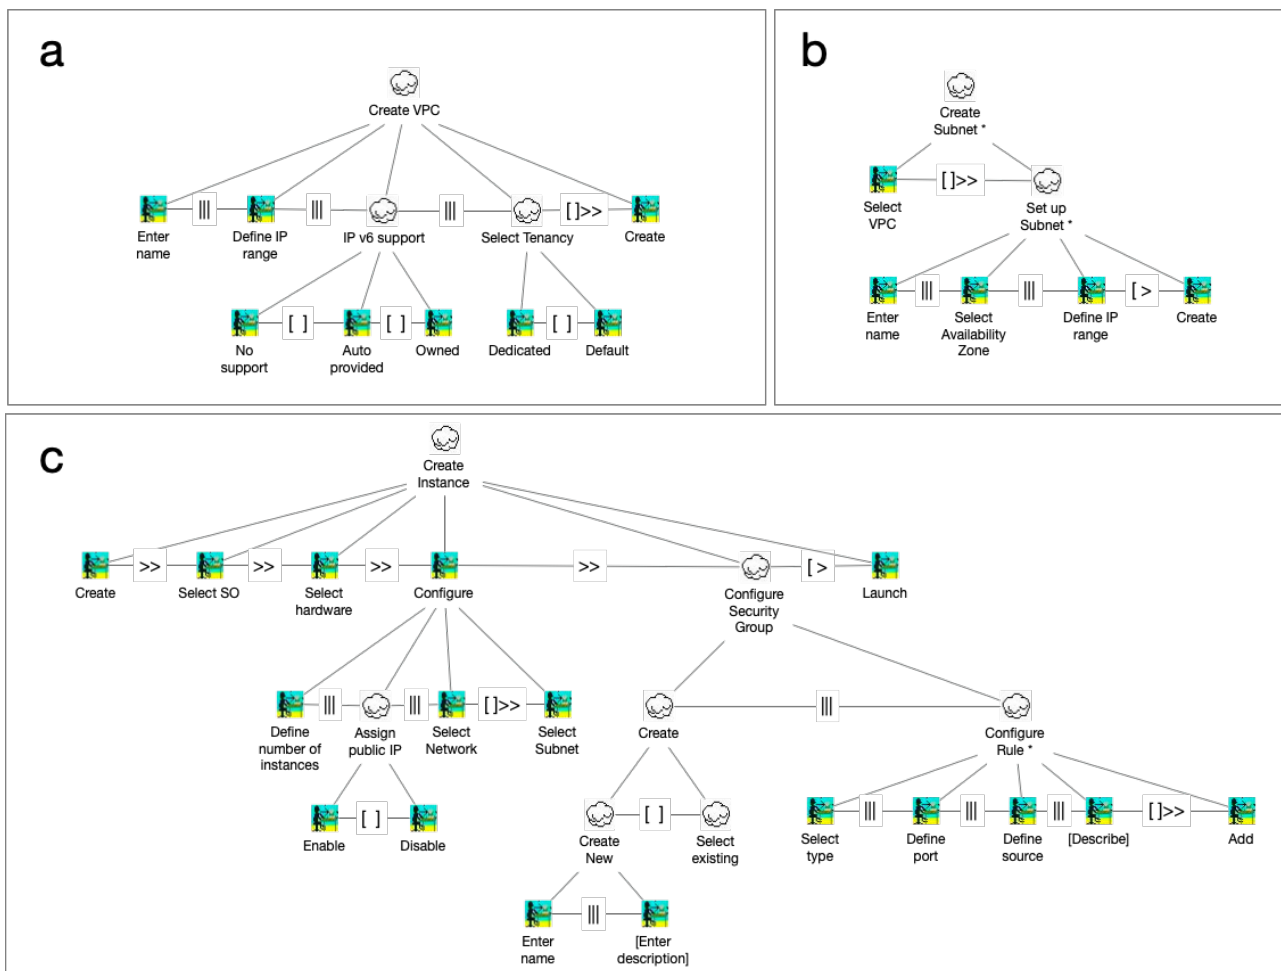 a
Create VPC
||| ||| ||| [ ]>>
Enter
name
Define IP
range
IP v6 support
Select Tenancy
Create
[ ] [ ] [ ]
No
support
Auto
provided
Owned
Dedicated
Default
b
Create
Subnet *
[ ]>>
Select
VPC
Set up
Subnet *
||| ||| [ >
Enter
name
Select
Availability
Zone
Define IP
range
Create
c
Create
Instance
>> >> >> >> [ >
Create
Select SO
Select
hardware
Configure
Configure
Security
Group
Launch
||| ||| [ ]>> |||
Define
number of
instances
Assign
public IP
Select
Network
Select
Subnet
Create
Configure
Rule *
[ ] [ ] ||| ||| ||| [ ]>>
Enable
Disable
Create
New
Select
existing
Select
type
Define
port
Define
source
[Describe]
Add
|||
Enter
name
[Enter
description]